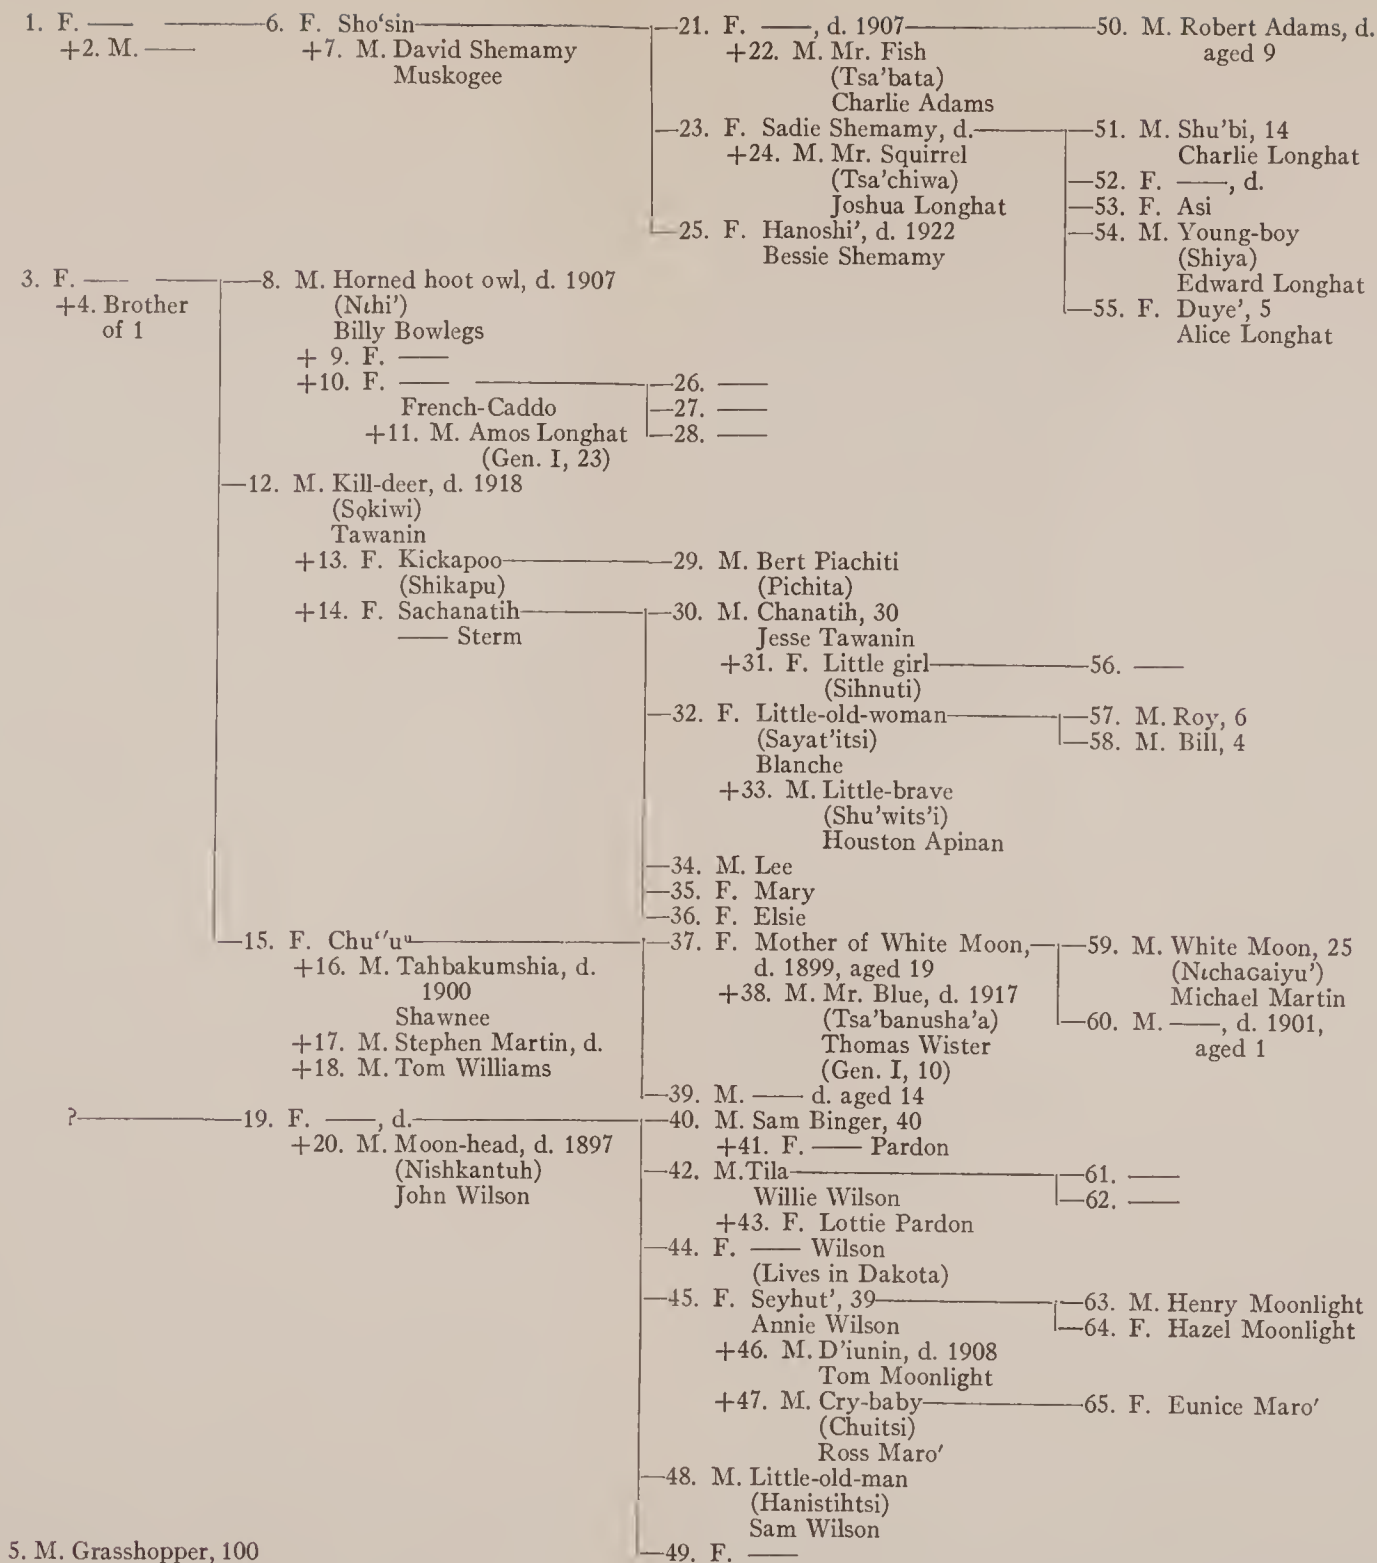 1. F. —— 6. F. Sho‘sin 21. F. ——, d. 1907 50. M. Robert Adams, d.
+2. M. —— +7. M. David Shemamy +22. M. Mr. Fish aged 9
Muskogee (Tsa’bata)
Charlie Adams
23. F. Sadie Shemamy, d. 51. M. Shu’bi, 14
+24. M. Mr. Squirrel Charlie Longhat
(Tsa’chiwa) 52. F. ——, d.
Joshua Longhat 53. F. Asi
25. F. Hanoshi’, d. 1922 54. M. Young-boy
Bessie Shemamy (Shiya)
3. F. —— 8. M. Horned hoot owl, d. 1907 Edward Longhat
+4. Brother (Nɩhi’) 55. F. Duye’, 5
of 1 Billy Bowlegs Alice Longhat
+ 9. F. ——
+10. F. —— 26. ——
French-Caddo 27. ——
+11. M. Amos Longhat 28. ——
(Gen. I, 23)
12. M. Kill-deer, d. 1918
(Sǫkiwi)
Tawanin
+13. F. Kickapoo 29. M. Bert Piachiti
(Shikapu) (Pichita)
+14. F. Sachanatih 30. M. Chanatih, 30
—— Sterm Jesse Tawanin
+31. F. Little girl 56. ——
(Sihnuti)
32. F. Little-old-woman 57. M. Roy, 6
(Sayat’itsi) 58. M. Bill, 4
Blanche
+33. M. Little-brave
(Shu’wits’i)
Houston Apinan
34. M. Lee
35. F. Mary
36. F. Elsie
15. F. Chu‘’uᵘ 37. F. Mother of White Moon, 59. M. White Moon, 25
+16. M. Tahbakumshia, d. d. 1899, aged 19 (Nɩchaɢaiyu’)
1900 +38. M. Mr. Blue, d. 1917 Michael Martin
Shawnee (Tsa’banusha’a) 60. M. ——, d. 1901,
+17. M. Stephen Martin, d. Thomas Wister aged 1
+18. M. Tom Williams (Gen. I, 10)
39. M. —— d. aged 14
? 19. F. ——, d. 40. M. Sam Binger, 40
+20. M. Moon-head, d. 1897 +41. F. —— Pardon
(Nishkantuh) 42. M. Tila 61. ——
John Wilson Willie Wilson 62. ——
+43. F. Lottie Pardon
44. F. —— Wilson
(Lives in Dakota)
45. F. Seyhut’, 39 63. M. Henry Moonlight
Annie Wilson 64. F. Hazel Moonlight
+46. M. D’iunin, d. 1908
Tom Moonlight
+47. M. Cry-baby 65. F. Eunice Maro′
(Chuitsi)
Ross Maro′
48. M. Little-old-man
(Hanistihtsi)
Sam Wilson
5. M. Grasshopper, 100 49. F. ——